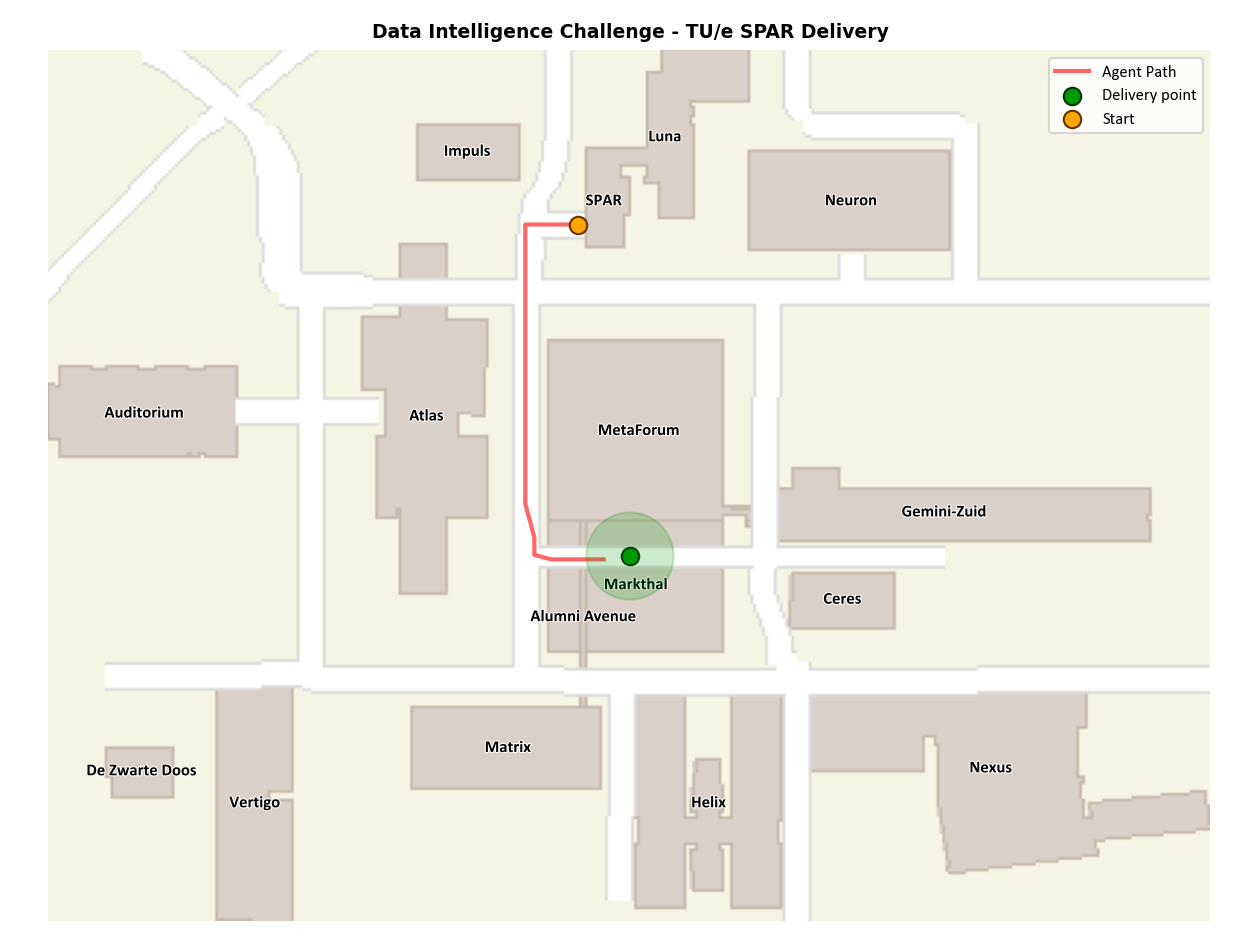 Data Intelligence Challenge - TU/e SPAR Delivery
Agent Path
Delivery point
Start
Luna
Impuls
SPAR
Neuron
Auditorium
Atlas
MetaForum
Gemini-Zuid
Markthal
Ceres
Alumni Avenue
Matrix
De Zwarte Doos
Nexus
Vertigo
Helix